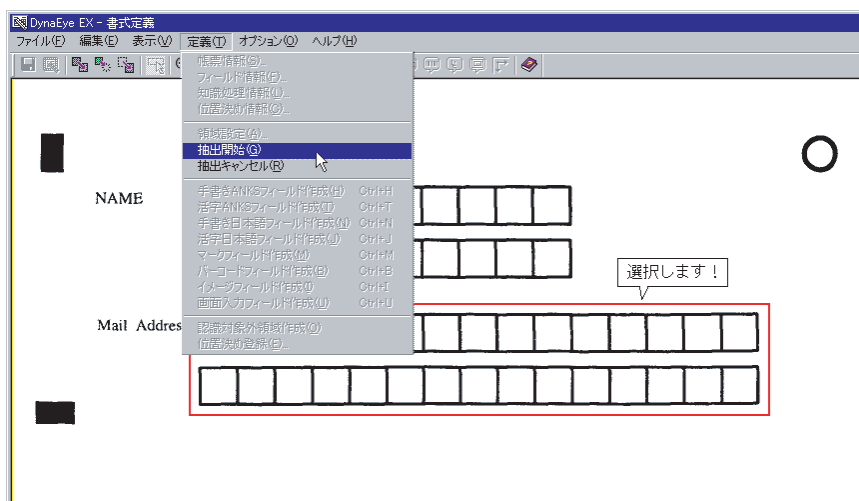 DynaEye EX - 書式定義
ファイル(F) 編集(E) 表示(V) 定義(T) オプション(O) ヘルプ(H)
帳票情報(S)...
フィールド情報(F)...
知識処理情報(L)...
位置決め情報(C)...
領域設定(A)...
抽出開始(G)
抽出キャンセル(R)
手書きANKSフィールド作成(H) Ctrl+H
活字ANKSフィールド作成(T) Ctrl+T
手書き日本語フィールド作成(N) Ctrl+N
活字日本語フィールド作成(J) Ctrl+J
マークフィールド作成(M) Ctrl+M
バーコードフィールド作成(B) Ctrl+B
イメージフィールド作成(I) Ctrl+I
画面入力フィールド作成(U) Ctrl+U
認識対象外領域作成(O)
位置決め登録(E)...
NAME
選択します！
Mail Addres